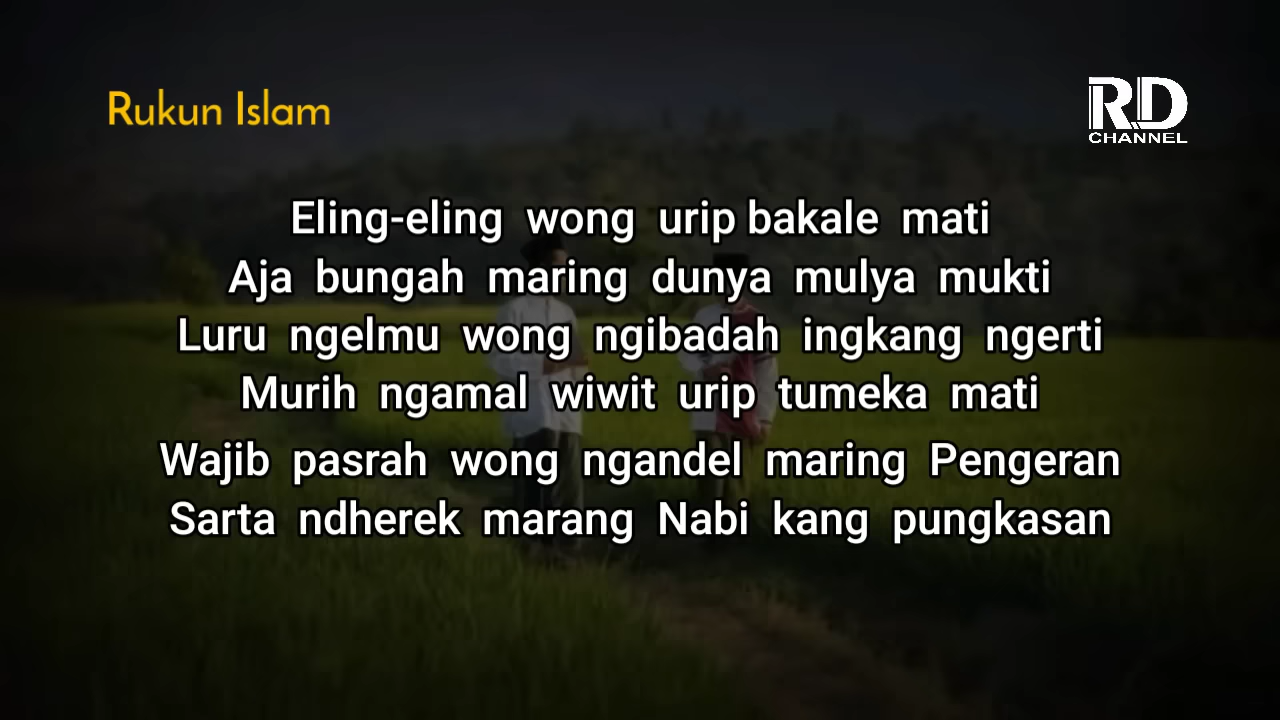 Rukun Islam
RD
CHANNEL
Eling-eling wong urip bakale mati
Aja bungah maring dunya mulya mukti
Luru ngelmu wong ngibadah ingkang ngerti
Murih ngamal wiwit urip tumeka mati
Wajib pasrah wong ngandel maring Pengeran
Sarta ndherek marang Nabi kang pungkasan